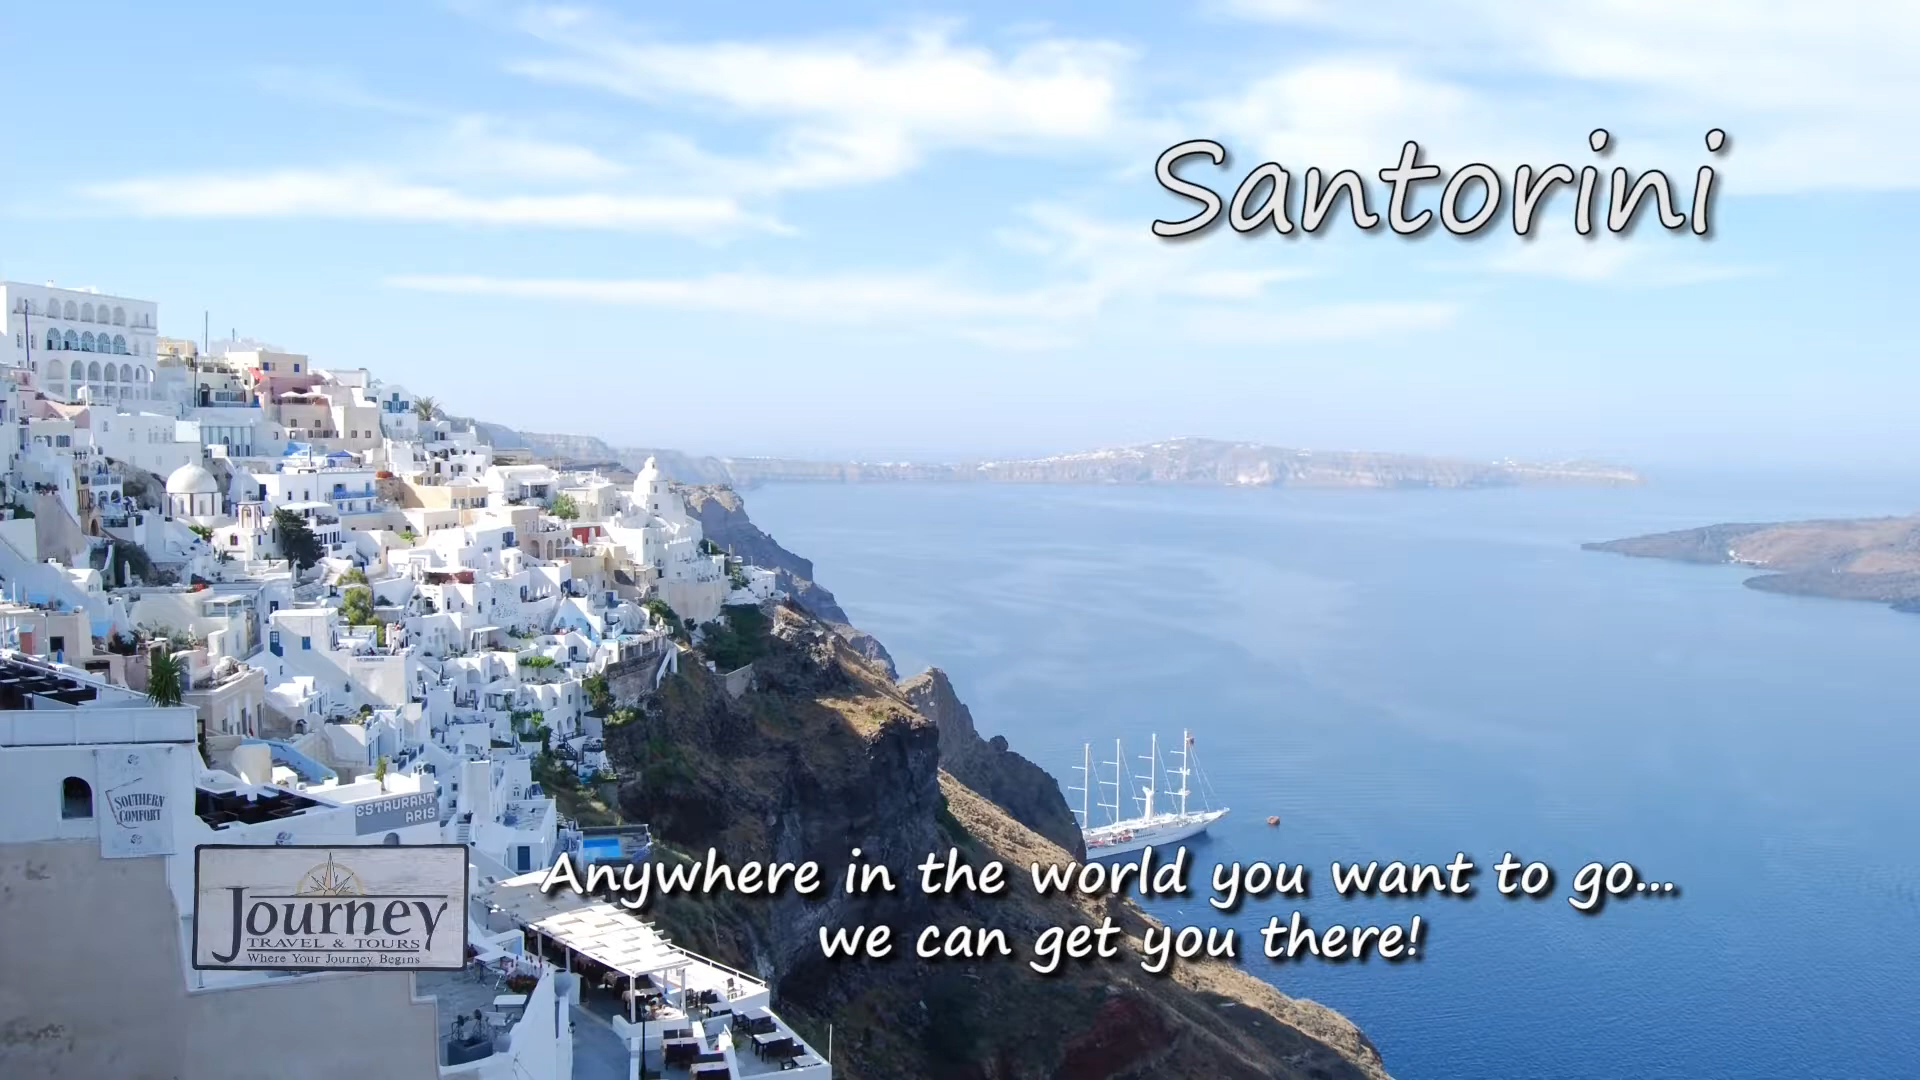 Santorini
SOUTHERN
COMFORT
ESTAURANT
ARIS
Journey
TRAVEL & TOURS
Where Your Journey Begins
Anywhere in the world you want to go...
we can get you there!